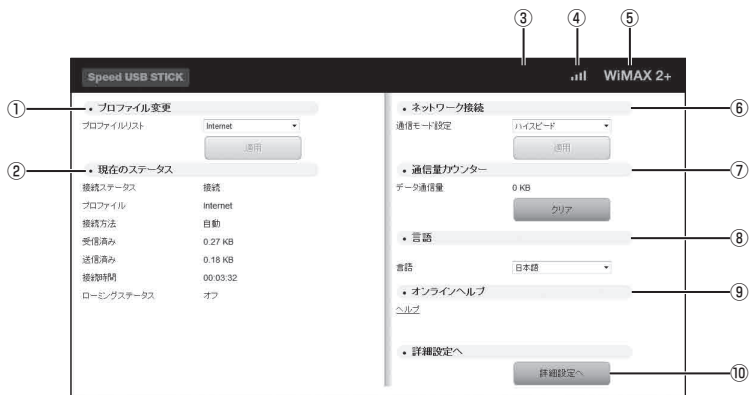 ③ ④ ⑤
Speed USB STICK
WiMAX 2+
① プロファイル変更
プロファイルリスト Internet
適用
② 現在のステータス
接続ステータス 接続
プロファイル Internet
接続方法 自動
受信済み 0.27 KB
送信済み 0.18 KB
接続時間 00:03:32
ローミングステータス オフ
ネットワーク接続 ⑥
通信モード設定 ハイスピード
適用
通信量カウンター ⑦
データ通信量 0 KB
クリア
言語 ⑧
言語 日本語
オンラインヘルプ ⑨
ヘルプ
詳細設定へ
詳細設定へ ⑩